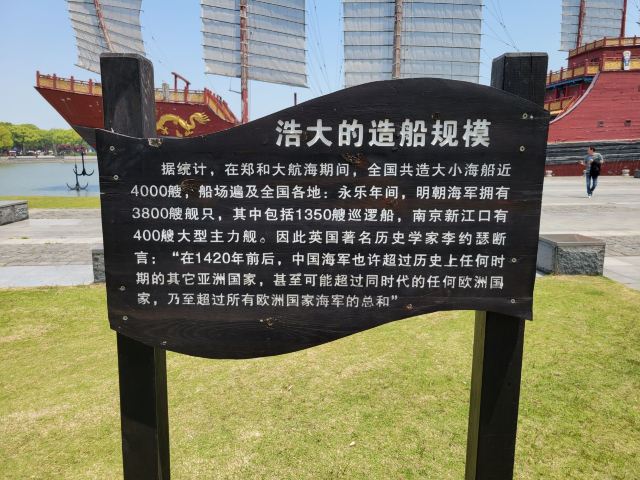 浩大的造船规模
据统计，在郑和大航海期间，全国共造大小海船近
4000艘，船场遍及全国各地：永乐年间，明朝海军拥有
3800艘舰只，其中包括1350艘巡逻船，南京新江口有
400艘大型主力舰。因此英国著名历史学家李约瑟断
言：“在1420年前后，中国海军也许超过历史上任何时
期的其它亚洲国家，甚至可能超过同时代的任何欧洲国
家，乃至超过所有欧洲国家海军的总和”